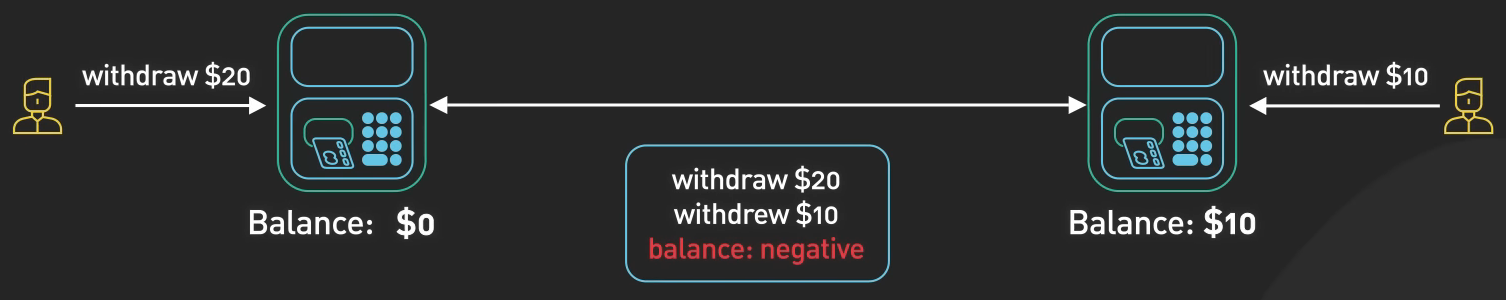 withdraw $20
withdraw $10
withdraw $20
withdrew $10
balance: negative
Balance: $0
Balance: $10